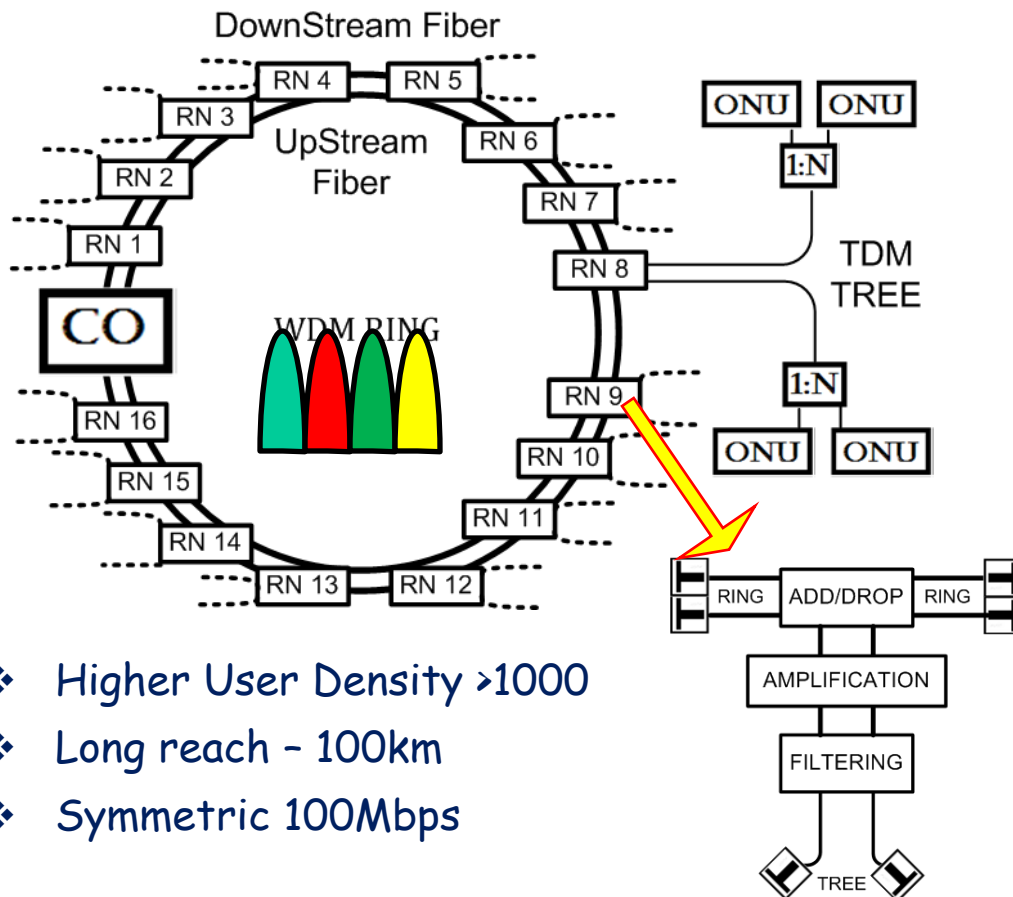 DownStream Fiber
RN 4
RN 5
RN 3
RN 6
UpStream
Fiber
RN 2
RN 7
RN 1
RN 8
CO
WDM RING
RN 9
RN 16
RN 10
RN 15
RN 11
RN 14
RN 13
RN 12
ONU
ONU
1:N
TDM
TREE
1:N
ONU
ONU
RING
ADD/DROP
RING
AMPLIFICATION
FILTERING
TREE
Higher User Density >1000
Long reach – 100km
Symmetric 100Mbps